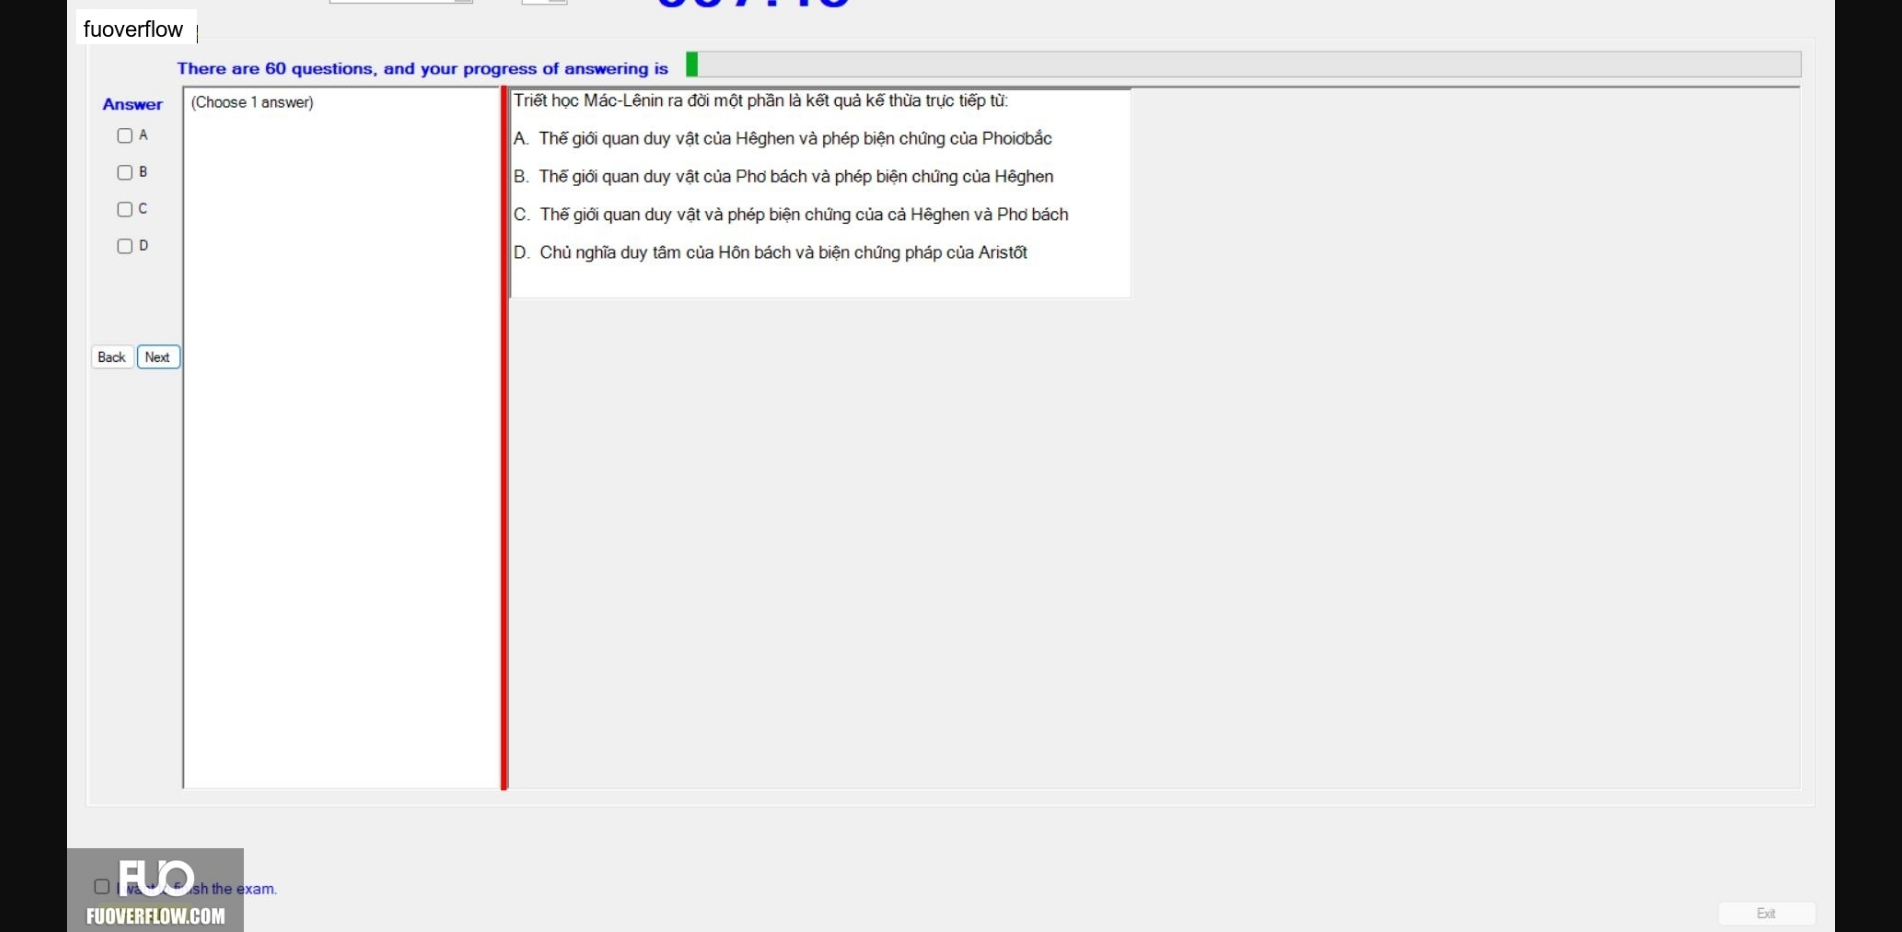 fuoverflow
There are 60 questions, and your progress of answering is
Answer
(Choose 1 answer)
A
B
C
D
Back Next
Triết học Mác-Lênin ra đời một phần là kết quả kế thừa trực tiếp từ:
A. Thế giới quan duy vật của Hêghen và phép biện chứng của Phoiơbắc
B. Thế giới quan duy vật của Phơ bách và phép biện chứng của Hêghen
C. Thế giới quan duy vật và phép biện chứng của cả Hêghen và Phơ bách
D. Chủ nghĩa duy tâm của Hôn bách và biện chứng pháp của Aristốt
FUO
I want finish the exam.
FUOVERFLOW.COM
Exit